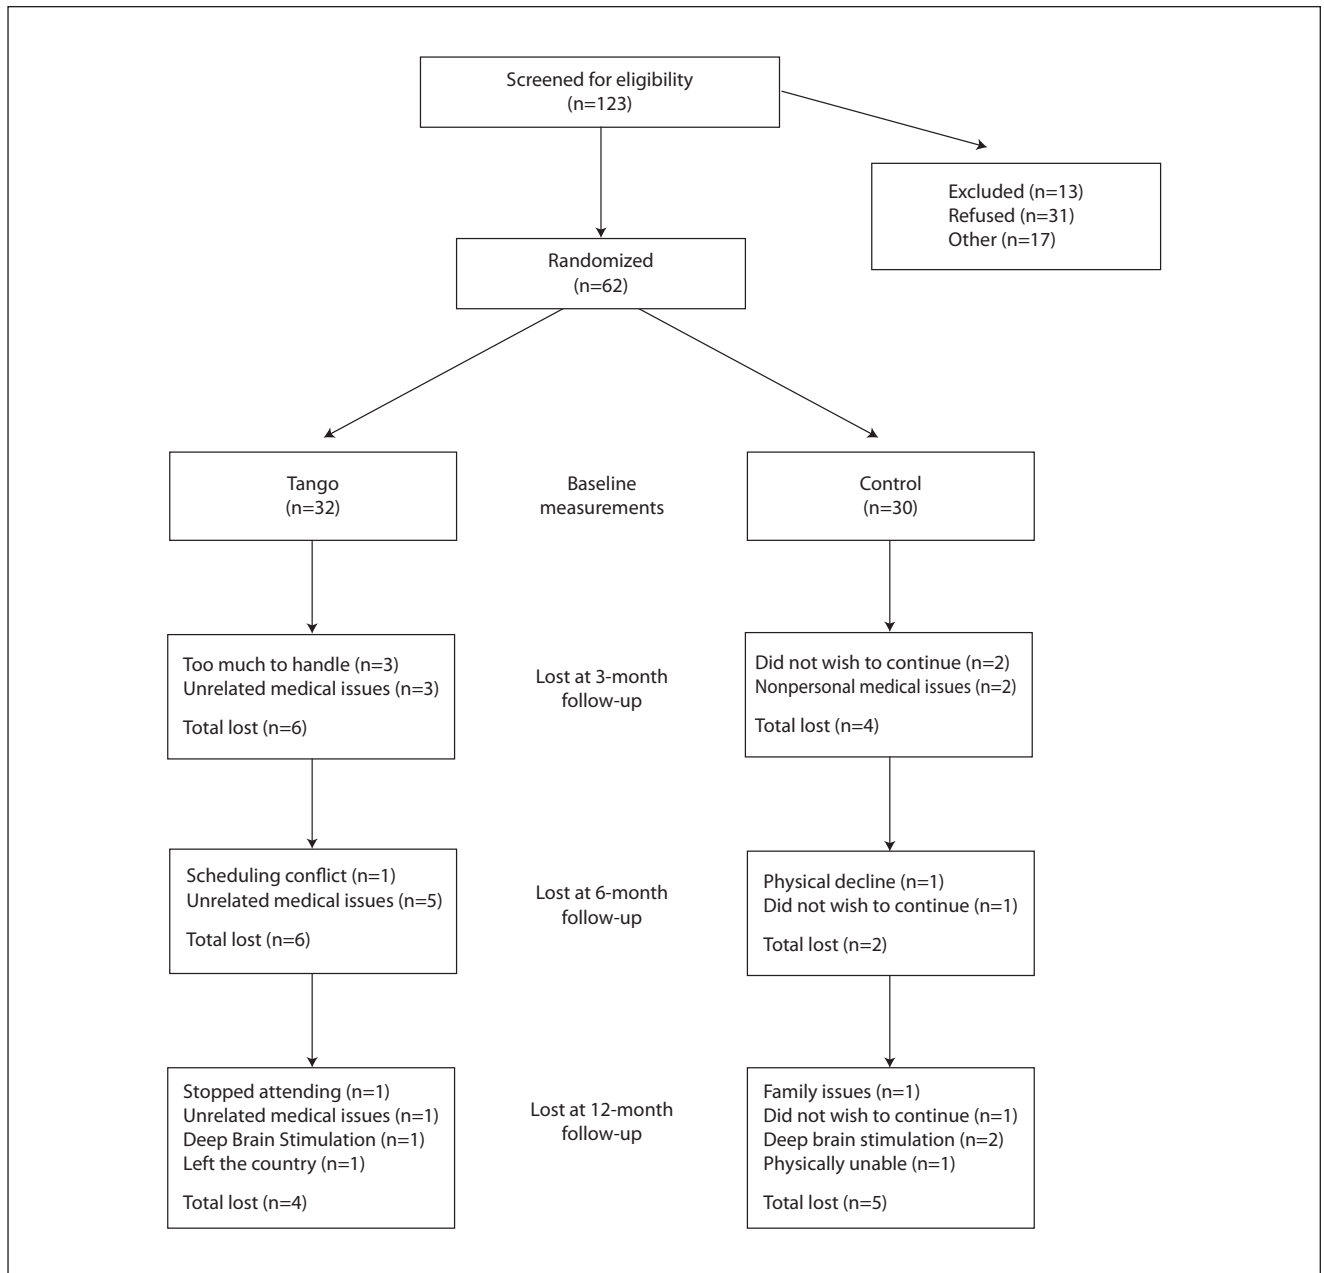 Screened for eligibility
(n=123)
Excluded (n=13)
Refused (n=31)
Other (n=17)
Randomized
(n=62)
Tango
(n=32)
Baseline
measurements
Control
(n=30)
Too much to handle (n=3)
Unrelated medical issues (n=3)
Total lost (n=6)
Lost at 3-month
follow-up
Did not wish to continue (n=2)
Nonpersonal medical issues (n=2)
Total lost (n=4)
Scheduling conflict (n=1)
Unrelated medical issues (n=5)
Total lost (n=6)
Lost at 6-month
follow-up
Physical decline (n=1)
Did not wish to continue (n=1)
Total lost (n=2)
Stopped attending (n=1)
Unrelated medical issues (n=1)
Deep Brain Stimulation (n=1)
Left the country (n=1)
Total lost (n=4)
Lost at 12-month
follow-up
Family issues (n=1)
Did not wish to continue (n=1)
Deep brain stimulation (n=2)
Physically unable (n=1)
Total lost (n=5)